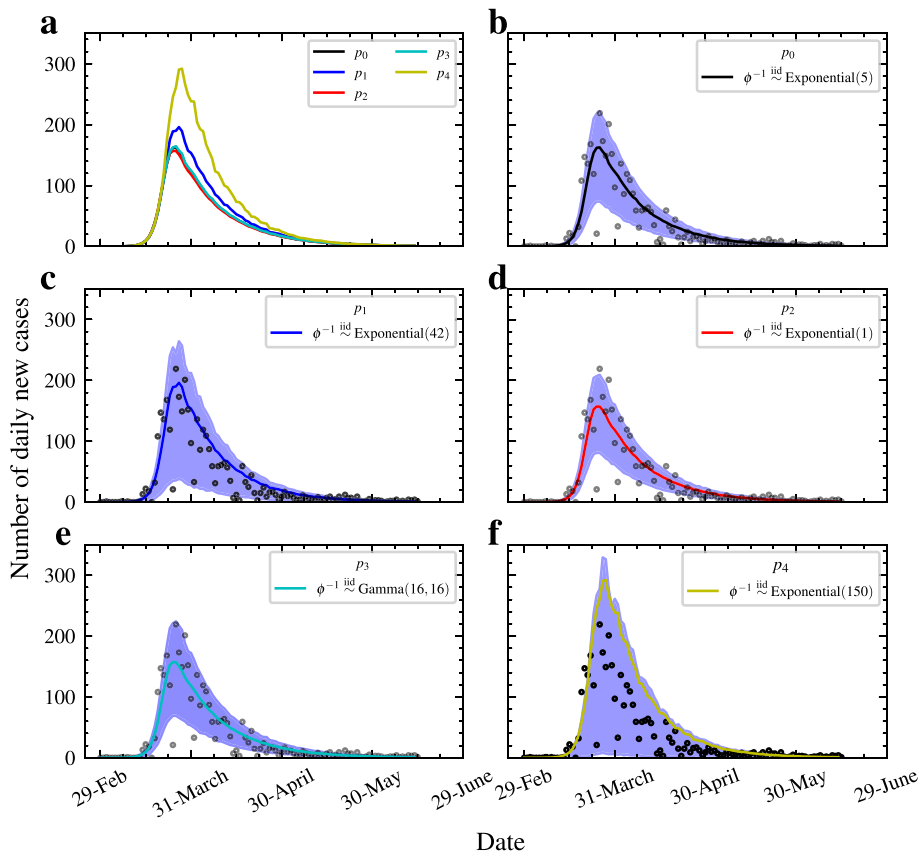 a
300
200
100
0
p₀
p₁
p₂
p₃
p₄
b
p₀
ϕ⁻¹ iid∼ Exponential(5)
c
300
200
100
0
p₁
ϕ⁻¹ iid∼ Exponential(42)
d
p₂
ϕ⁻¹ iid∼ Exponential(1)
Number of daily new cases
e
300
200
100
0
p₃
ϕ⁻¹ iid∼ Gamma(16, 16)
29-Feb
31-March
30-April
30-May
29-June
f
p₄
ϕ⁻¹ iid∼ Exponential(150)
29-Feb
31-March
30-April
30-May
29-June
Date